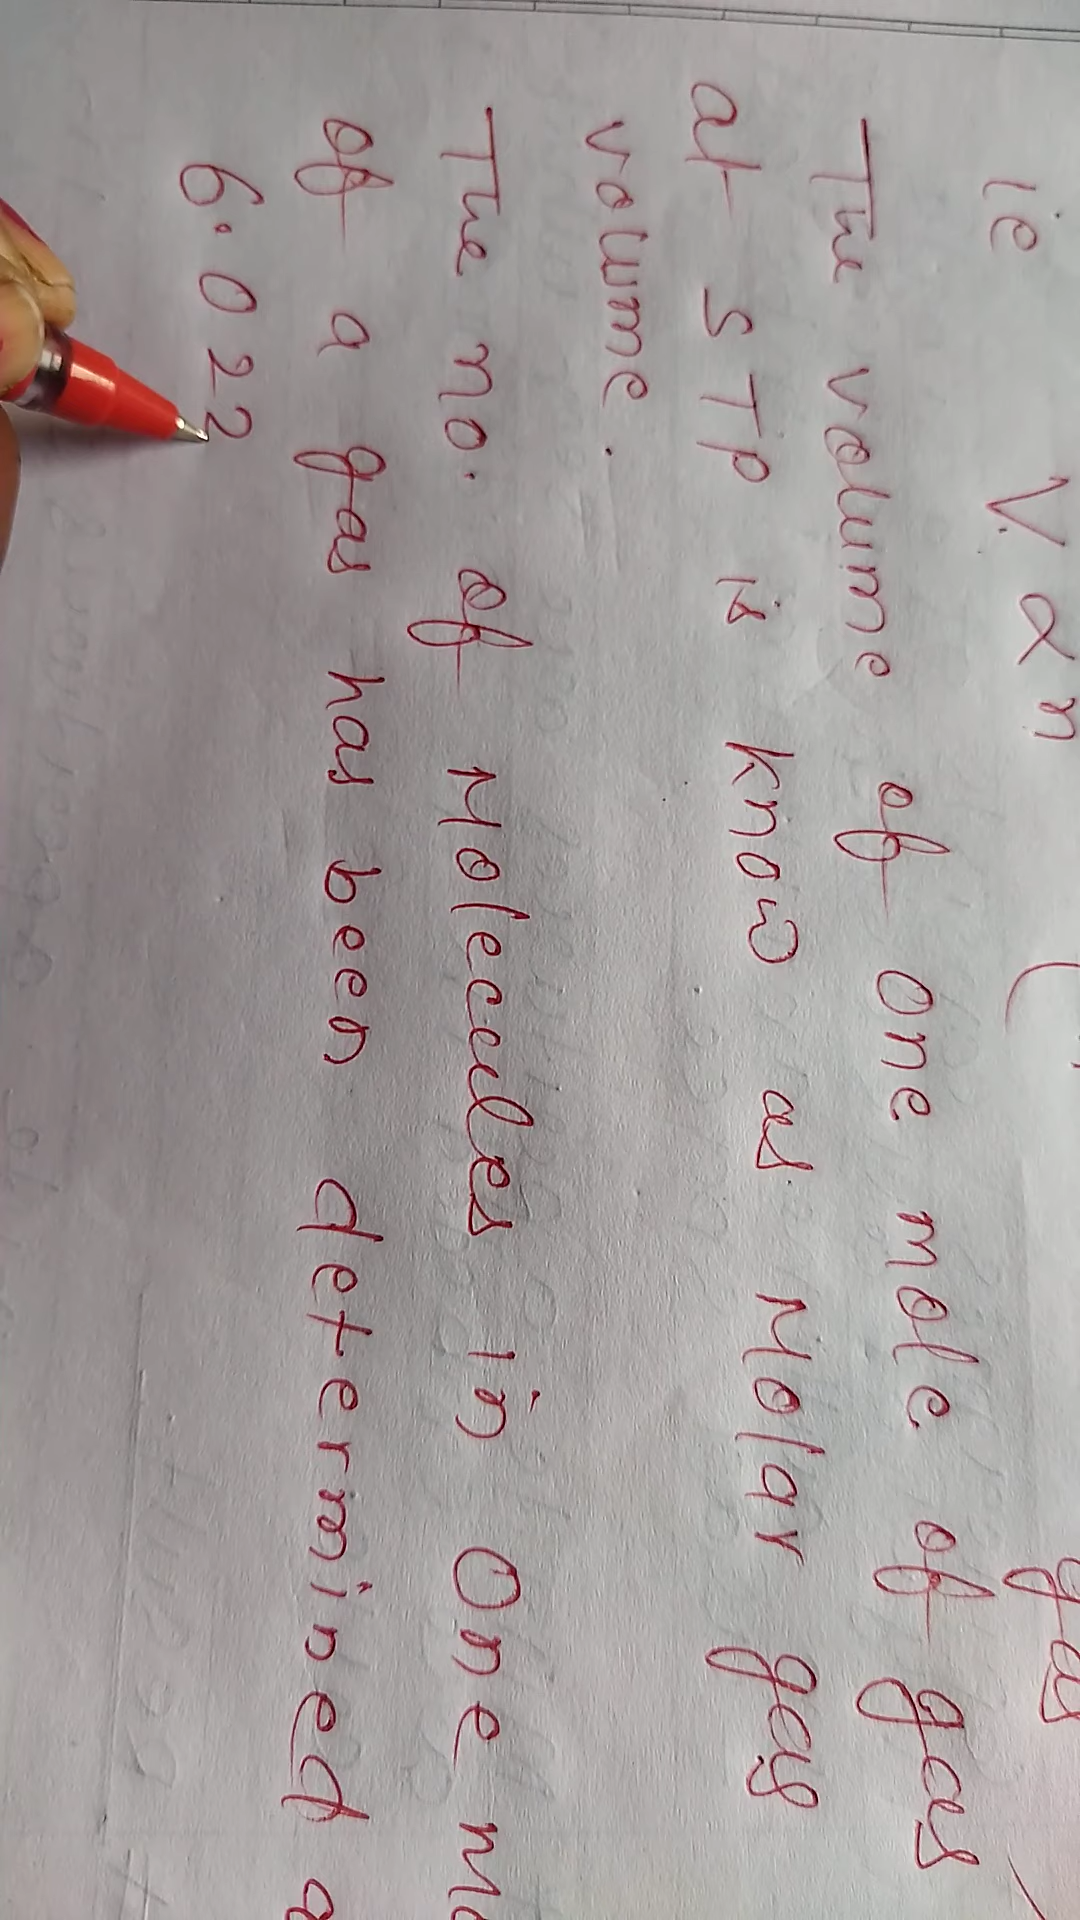 ie V α n
gas
The volume of one mole of gas
at STP is know as Molar gas
volume.
The no. of Molecules in One m
of a gas has been determined a
6.022